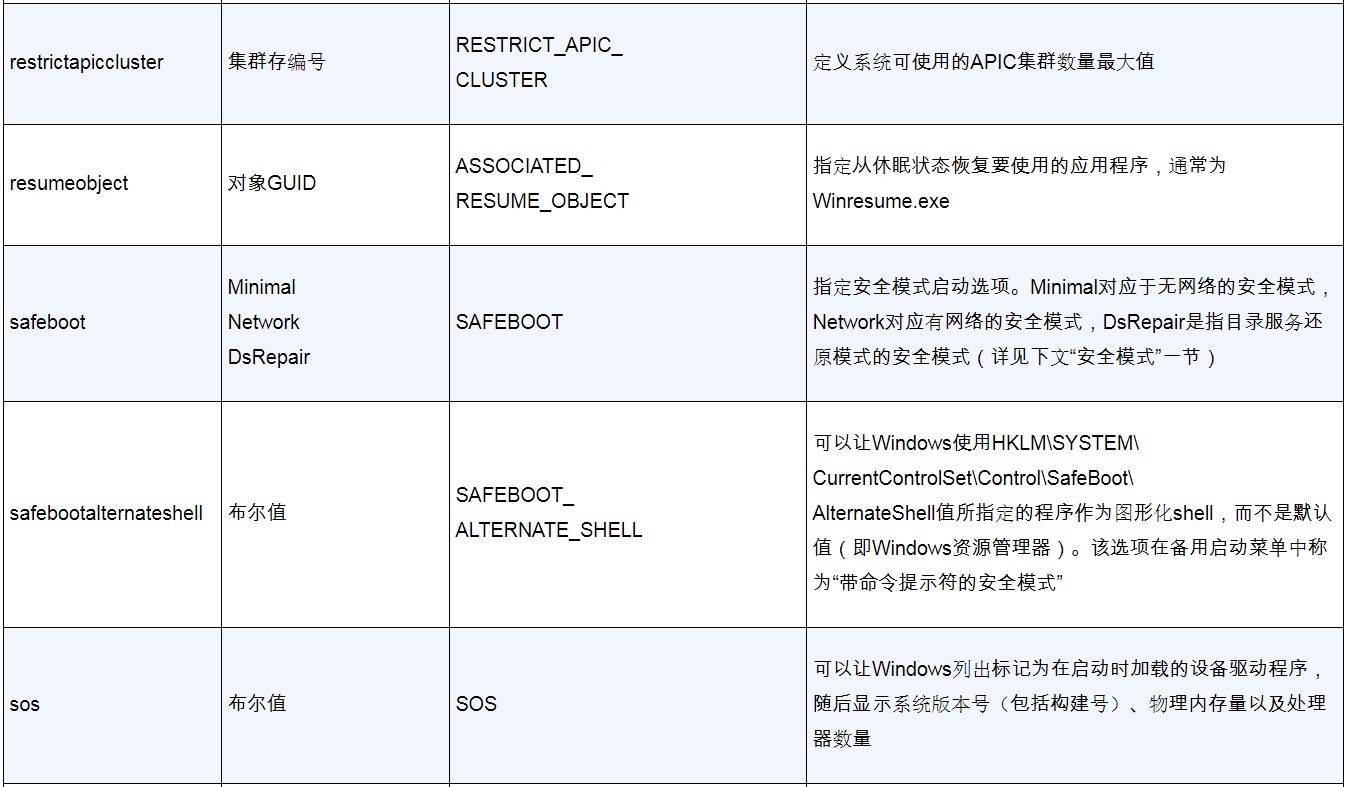 restrictapiccluster
集群存编号
RESTRICT_APIC_
CLUSTER
定义系统可使用的APIC集群数量最大值
resumeobject
对象GUID
ASSOCIATED_
RESUME_OBJECT
指定从休眠状态恢复要使用的应用程序，通常为
Winresume.exe
safeboot
Minimal
Network
DsRepair
SAFEBOOT
指定安全模式启动选项。Minimal对应于无网络的安全模式，
Network对应有网络的安全模式，DsRepair是指目录服务还
原模式的安全模式（详见下文“安全模式”一节）
safebootalternateshell
布尔值
SAFEBOOT_
ALTERNATE_SHELL
可以让Windows使用HKLM\SYSTEM\
CurrentControlSet\Control\SafeBoot\
AlternateShell值所指定的程序作为图形化shell，而不是默认
值（即Windows资源管理器）。该选项在备用启动菜单中称
为“带命令提示符的安全模式”
sos
布尔值
SOS
可以让Windows列出标记为在启动时加载的设备驱动程序，
随后显示系统版本号（包括构建号）、物理内存量以及处理
器数量